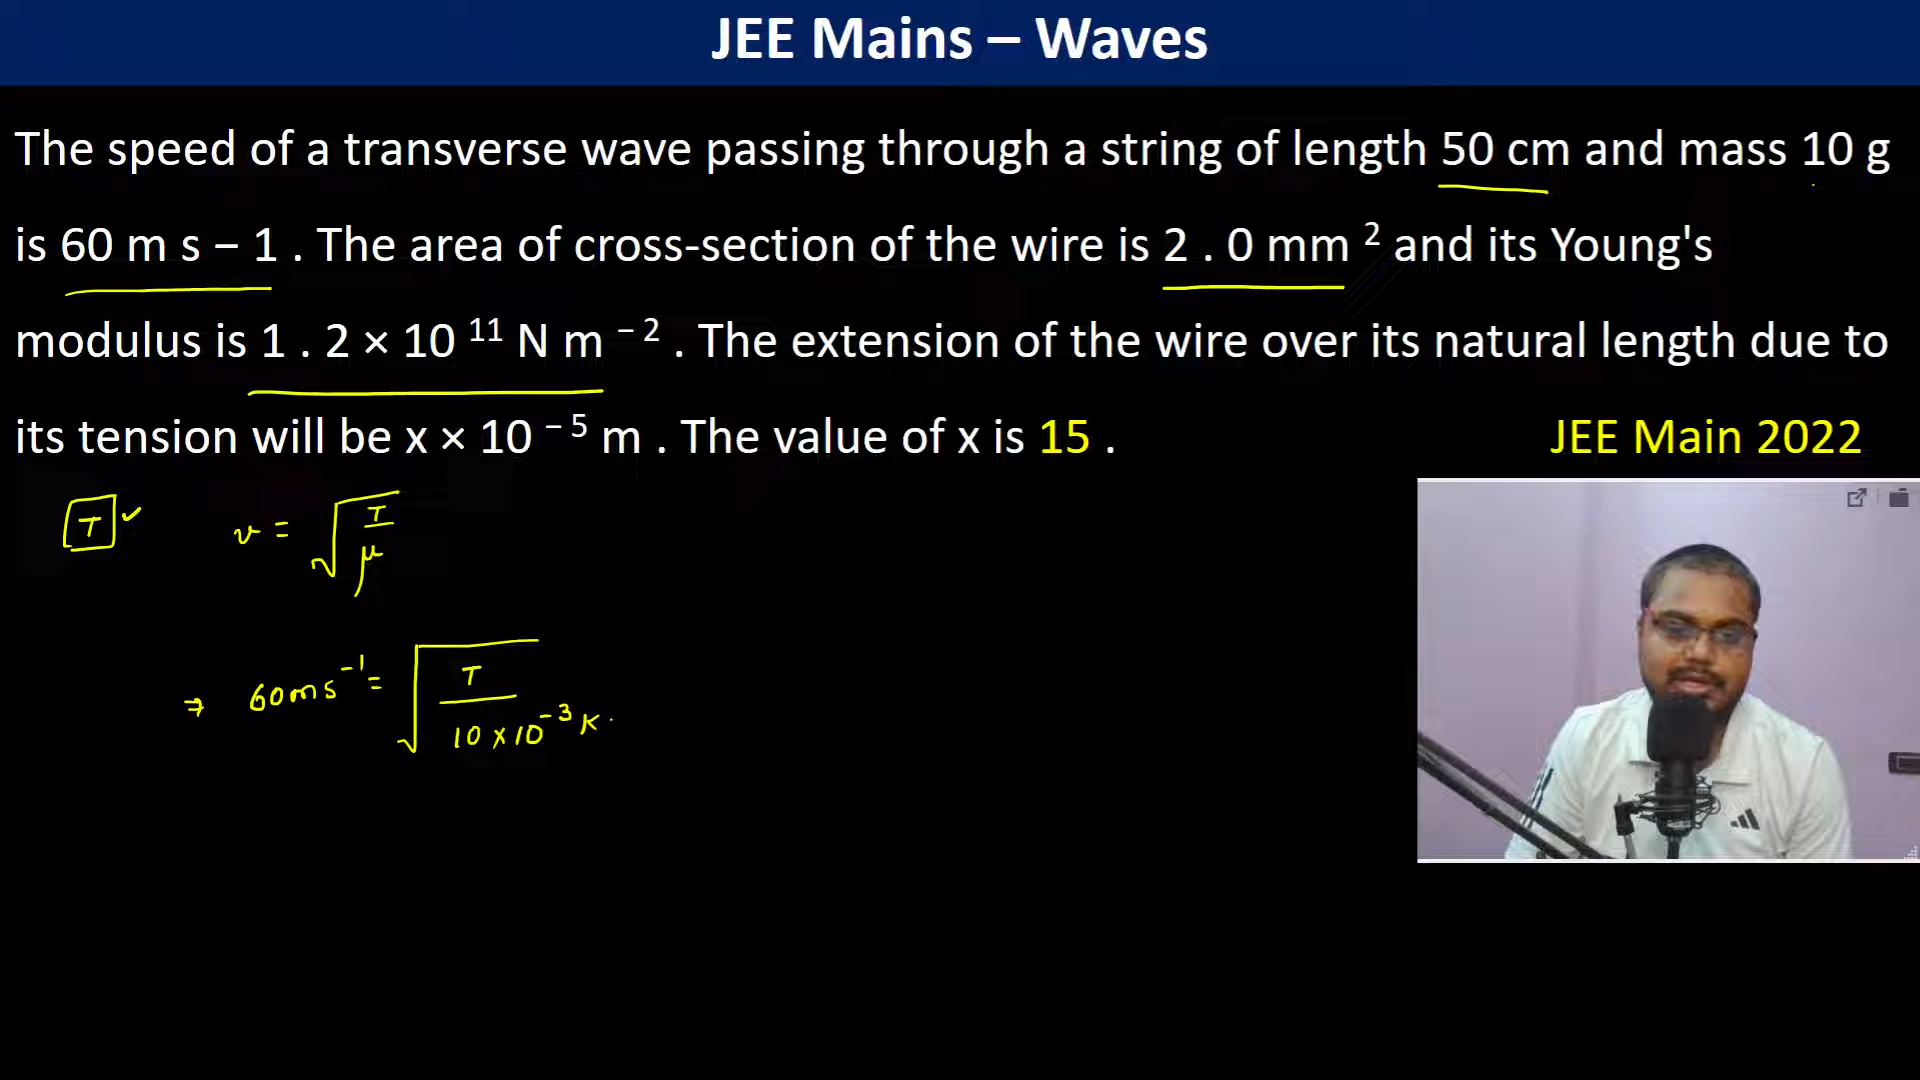 JEE Mains – Waves
The speed of a transverse wave passing through a string of length 50 cm and mass 10 g
is 60 m s – 1 . The area of cross-section of the wire is 2 . 0 mm ² and its Young's
modulus is 1 . 2 × 10 ¹¹ N m ⁻² . The extension of the wire over its natural length due to
its tension will be x × 10 ⁻⁵ m . The value of x is 15 .
JEE Main 2022
T ✓ v = √(T/μ)
⇒ 60 m s⁻¹ = √(T/10 × 10⁻³ K